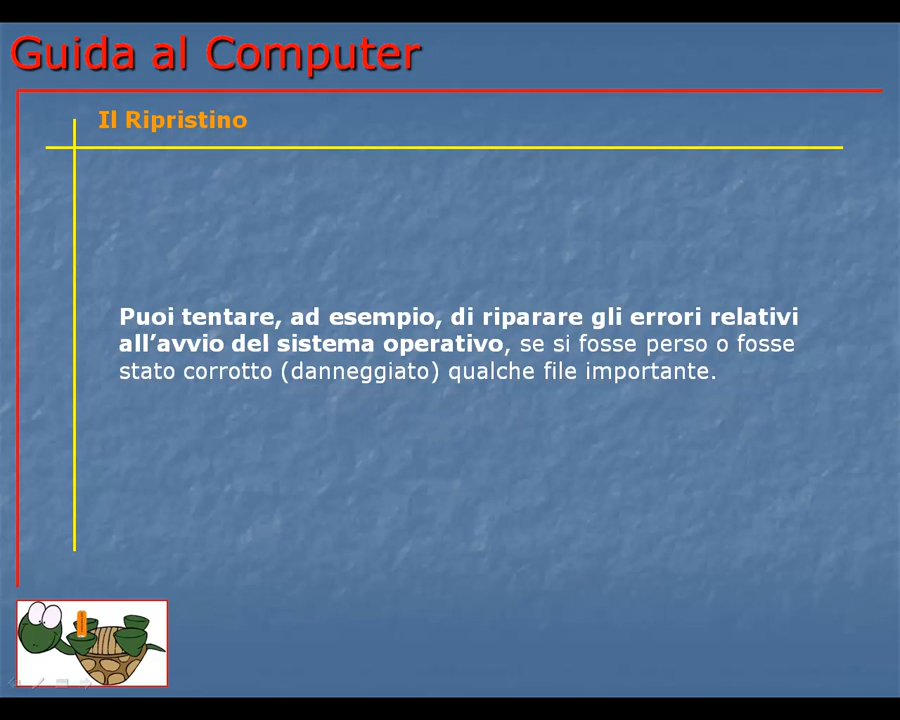 Guida al Computer
Il Ripristino
Puoi tentare, ad esempio, di riparare gli errori relativi
all’avvio del sistema operativo, se si fosse perso o fosse
stato corrotto (danneggiato) qualche file importante.